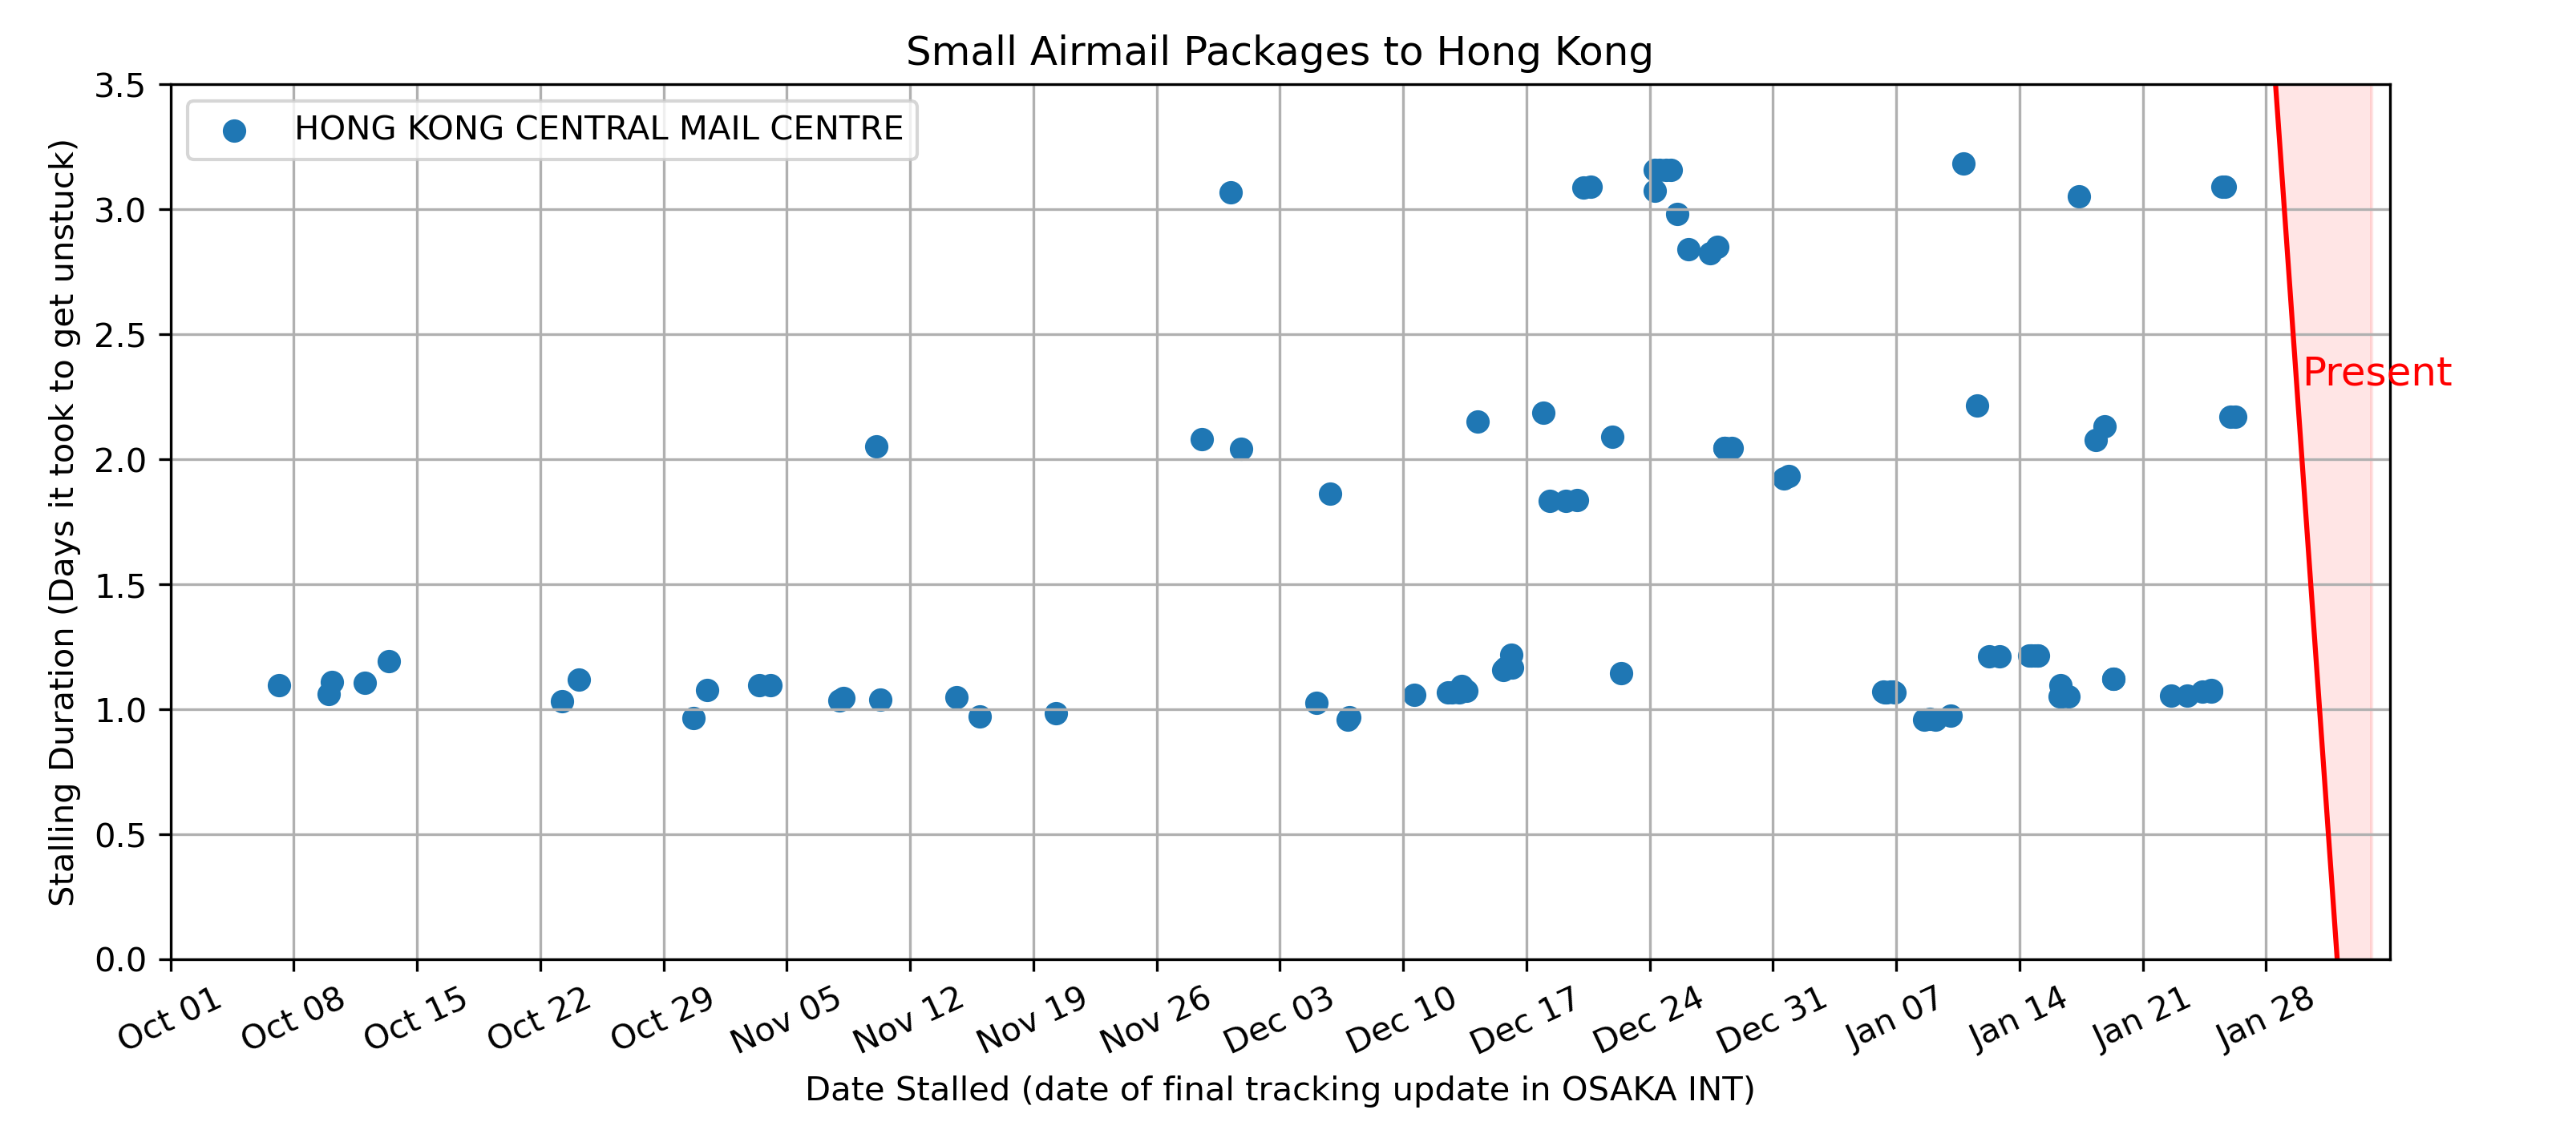 Small Airmail Packages to Hong Kong
HONG KONG CENTRAL MAIL CENTRE
Stalling Duration (Days it took to get unstuck)
3.5
3.0
2.5
2.0
1.5
1.0
0.5
0.0
Present
Oct 01
Oct 08
Oct 15
Oct 22
Oct 29
Nov 05
Nov 12
Nov 19
Nov 26
Dec 03
Dec 10
Dec 17
Dec 24
Dec 31
Jan 07
Jan 14
Jan 21
Jan 28
Date Stalled (date of final tracking update in OSAKA INT)